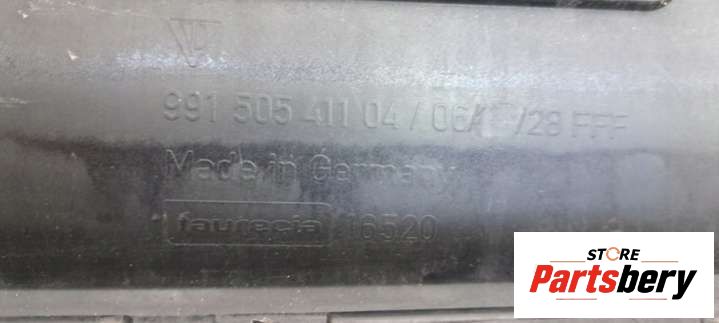 991 505 411 04 / 06/ /28 FFF
Made in Germany
faurecia 16520
STORE
Partsbery